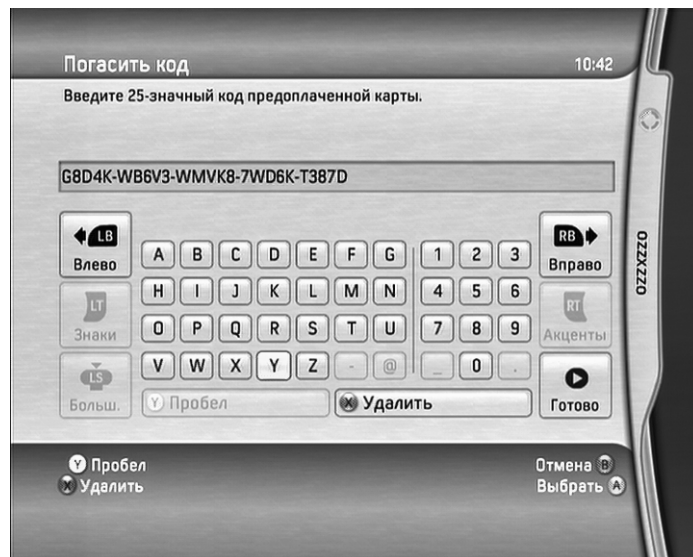 Погасить код
10:42
Введите 25-значный код предоплаченной карты.
G8D4K-WB6V3-WMVK8-7WD6K-T387D
LB
Влево
A B C D E F G 1 2 3
RB
Вправо
LT
Знаки
H I J K L M N 4 5 6
RT
Акценты
O P Q R S T U 7 8 9
LS
Больш.
V W X Y Z - @ _ 0 .
Готово
Y Пробел
X Удалить
OZZXZZO
Y Пробел
Отмена B
X Удалить
Выбрать A